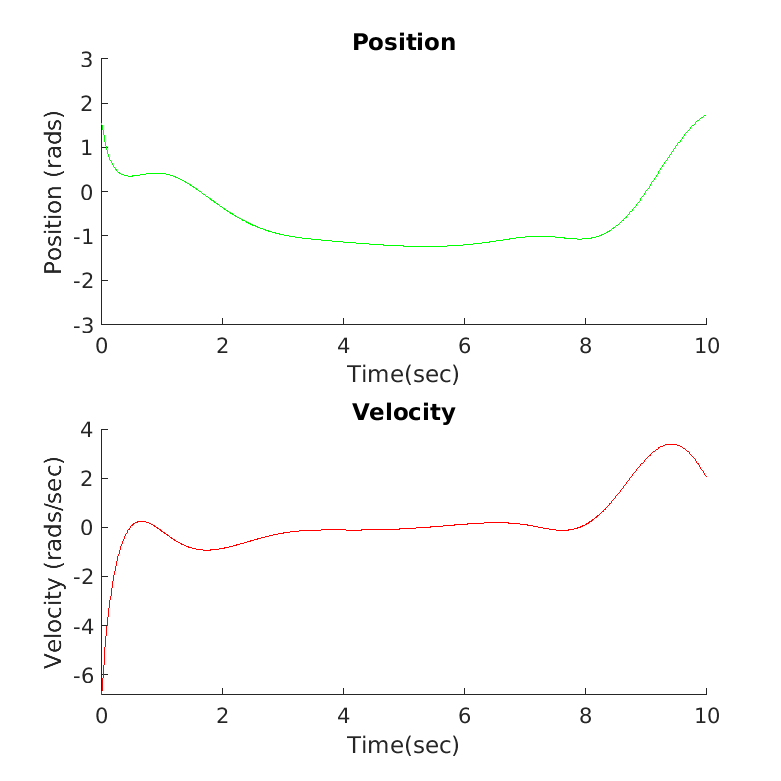 Position
Position (rads)
3
2
1
0
-1
-2
-3
0 2 4 6 8 10
Time(sec)
Velocity
Velocity (rads/sec)
4
2
0
-2
-4
-6
0 2 4 6 8 10
Time(sec)